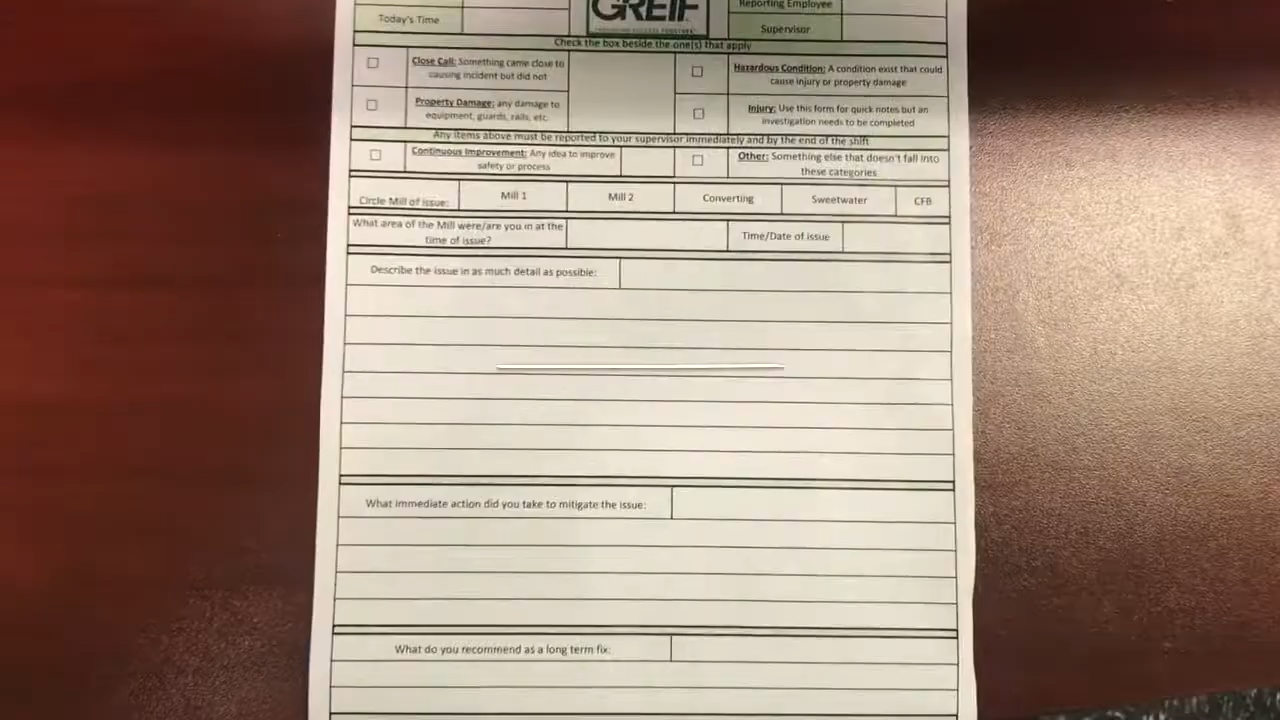 GREIF
Reporting Employee
Today's Time
Supervisor
Check the box beside the one(s) that apply
Close Call: Something came close to
causing incident but did not
Hazardous Condition: A condition exist that could
cause injury or property damage
Property Damage: any damage to
equipment, guards, rails, etc.
Injury: Use this form for quick notes but an
investigation needs to be completed
Any items above must be reported to your supervisor immediately and by the end of the shift
Continuous Improvement: Any idea to improve
safety or process
Other: Something else that doesn't fall into
these categories
Circle Mill of issue: Mill 1 Mill 2 Converting Sweetwater CFB
What area of the Mill were/are you in at the
time of issue?
Time/Date of issue
Describe the issue in as much detail as possible:
What immediate action did you take to mitigate the issue:
What do you recommend as a long term fix: